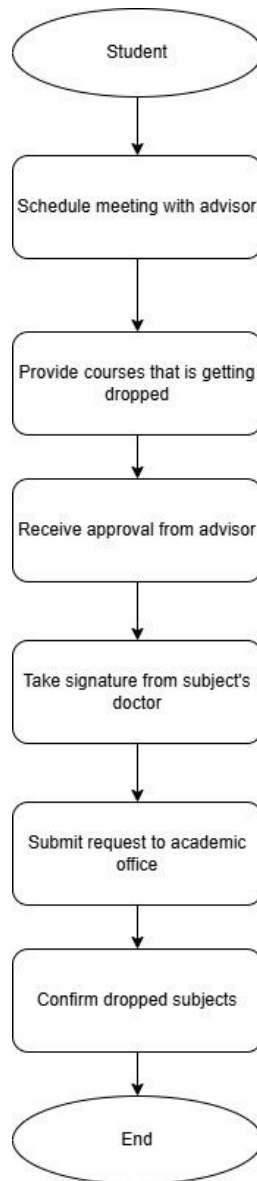 Student
Schedule meeting with advisor
Provide courses that is getting
dropped
Receive approval from advisor
Take signature from subject's
doctor
Submit request to academic
office
Confirm dropped subjects
End